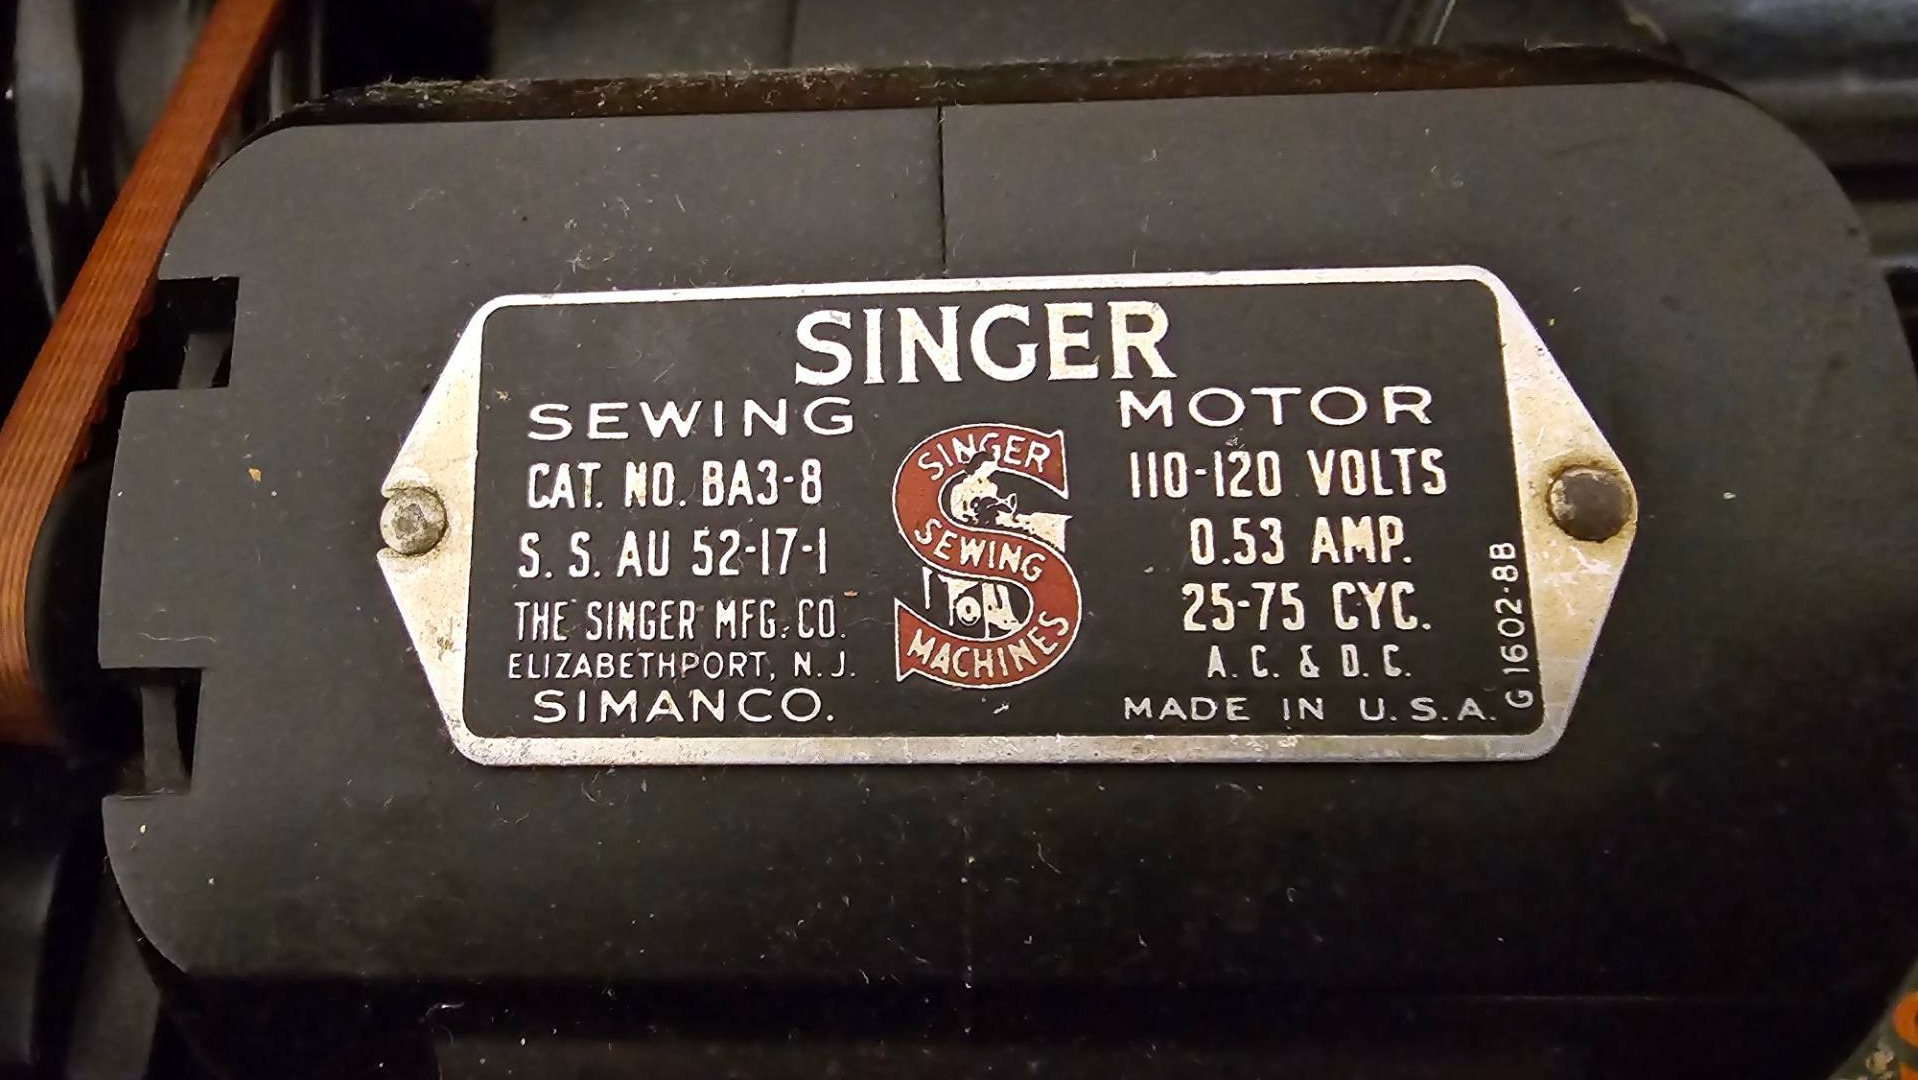 SINGER
SEWING MOTOR
CAT. NO. BA3-8
S. S. AU 52-17-1
THE SINGER MFG. CO.
ELIZABETHPORT, N. J.
SIMANCO.
SINGER
SEWING
MACHINES
110-120 VOLTS
0.53 AMP.
25-75 CYC.
A. C. & D. C.
MADE IN U. S. A.
G1602-8B